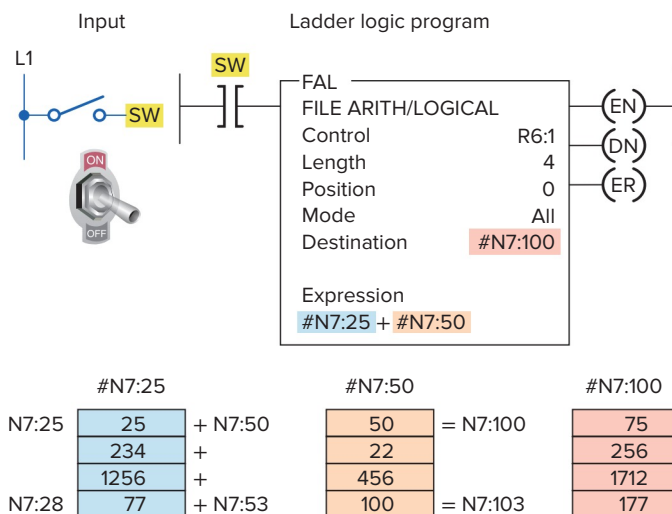 Input Ladder logic program
L1
SW
SW
ON
OFF
FAL
FILE ARITH/LOGICAL
Control R6:1
Length 4
Position 0
Mode All
Destination #N7:100
Expression
#N7:25 + #N7:50
EN
DN
ER
#N7:25 #N7:50 #N7:100
N7:25 25 + N7:50 50 = N7:100 75
234 + 22 256
1256 + 456 1712
N7:28 77 + N7:53 100 = N7:103 177